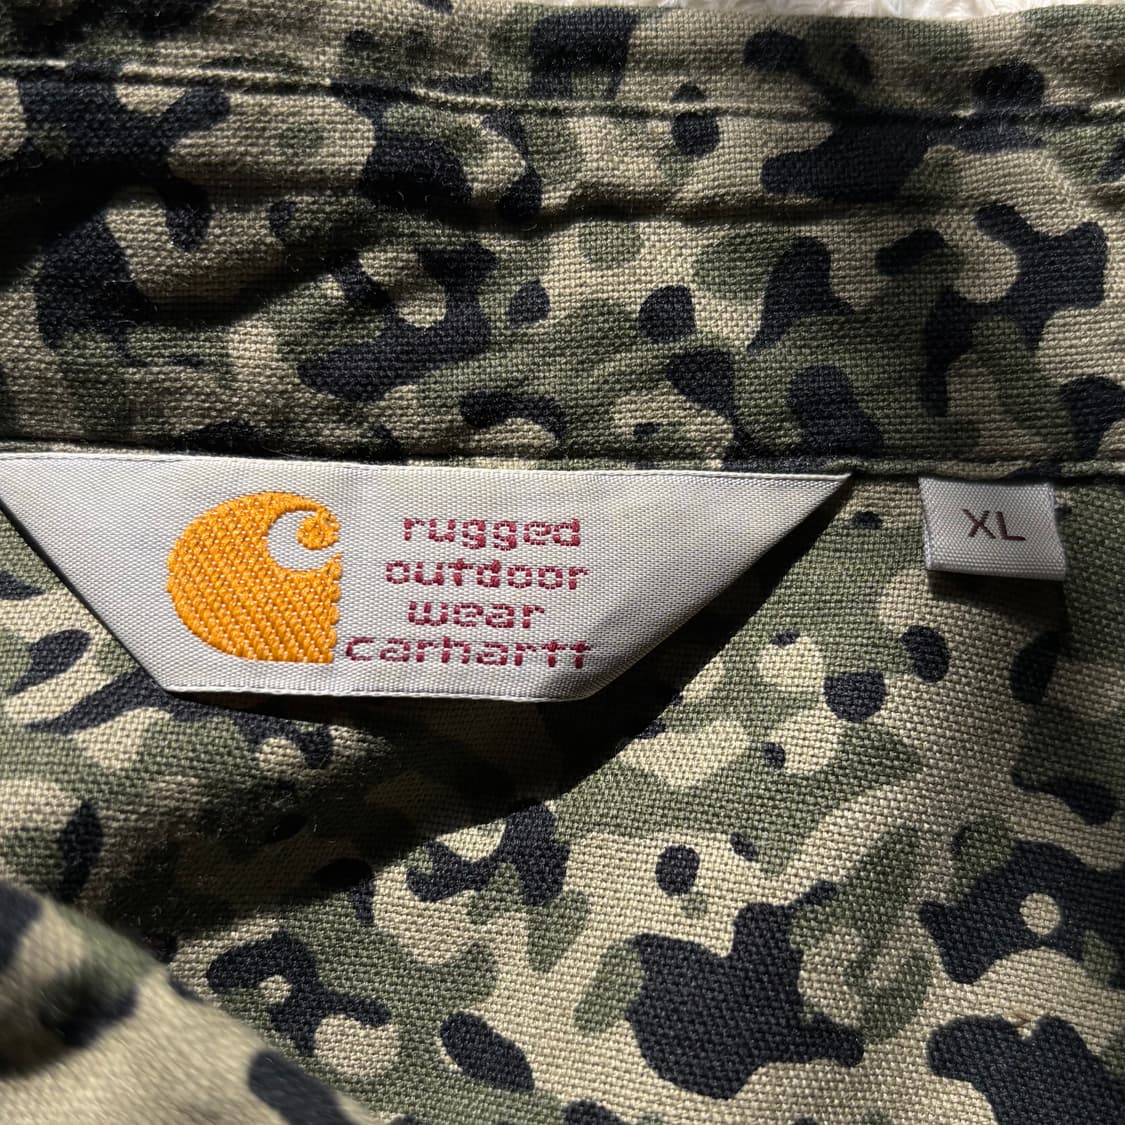 rugged
outdoor
wear
carhartt
XL